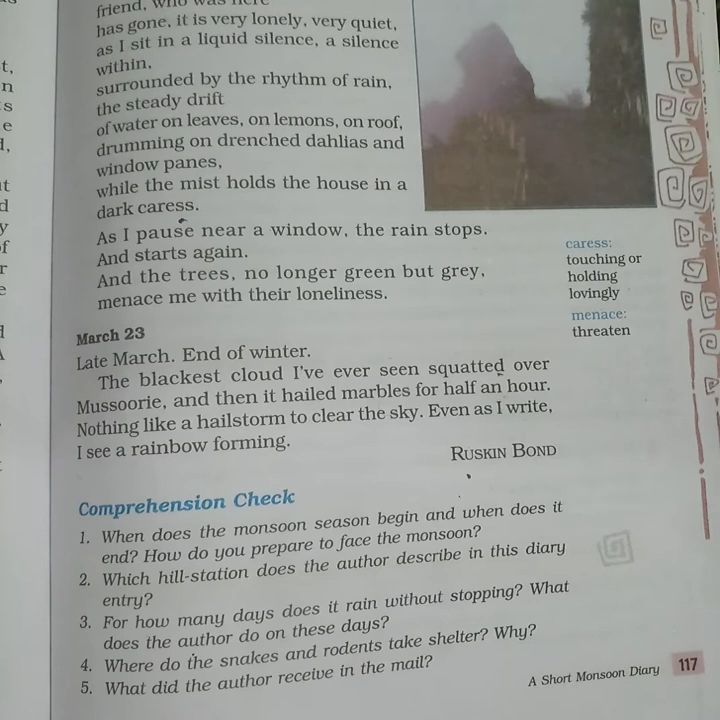 friend, who was here
has gone, it is very lonely, very quiet,
as I sit in a liquid silence, a silence
within,
surrounded by the rhythm of rain,
the steady drift
of water on leaves, on lemons, on roof,
drumming on drenched dahlias and
window panes,
while the mist holds the house in a
dark caress.
As I pause near a window, the rain stops.
And starts again.
And the trees, no longer green but grey,
menace me with their loneliness.
caress:
touching or
holding
lovingly
menace:
threaten
March 23
Late March. End of winter.
The blackest cloud I've ever seen squatted over
Mussoorie, and then it hailed marbles for half an hour.
Nothing like a hailstorm to clear the sky. Even as I write,
I see a rainbow forming.
RUSKIN BOND
Comprehension Check
1. When does the monsoon season begin and when does it
end? How do you prepare to face the monsoon?
2. Which hill-station does the author describe in this diary
entry?
3. For how many days does it rain without stopping? What
does the author do on these days?
4. Where do the snakes and rodents take shelter? Why?
5. What did the author receive in the mail?
A Short Monsoon Diary 117